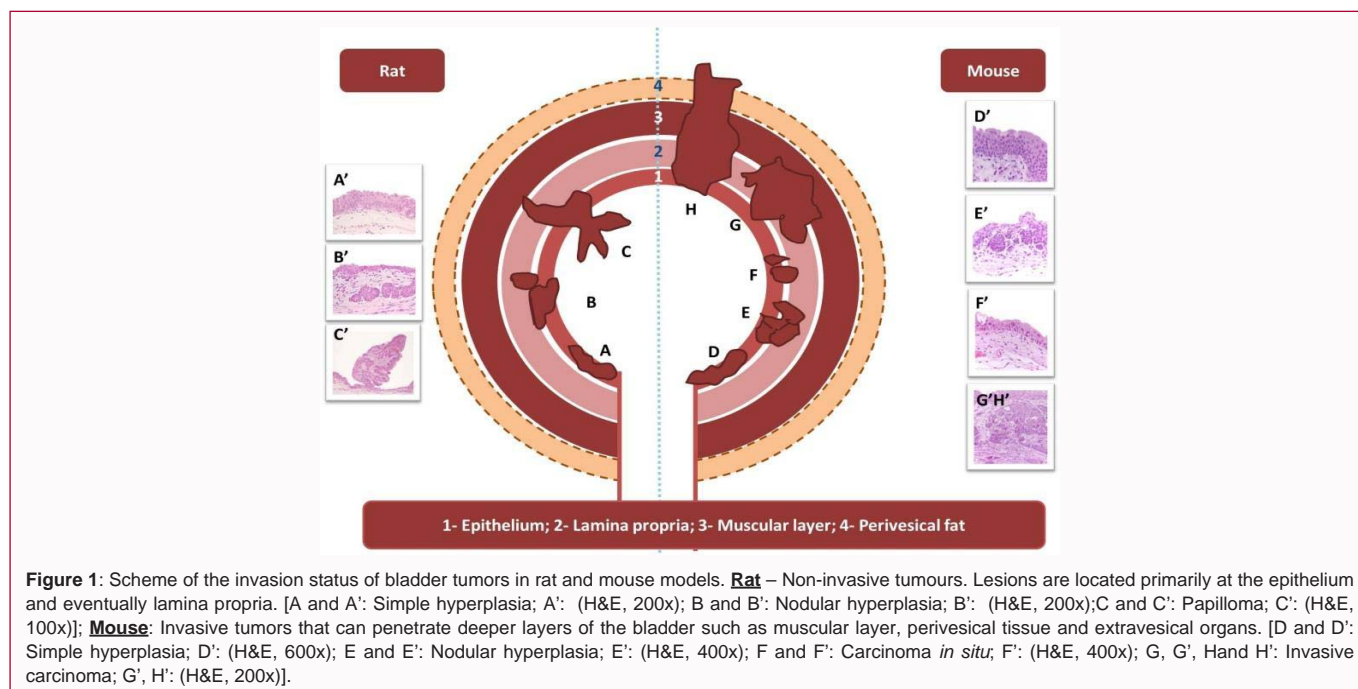 Rat
Mouse
4
3
2
1
A’
B’
C’
D’
E’
F’
G’H’
H
G
C
F
B
E
A
D
1- Epithelium; 2- Lamina propria; 3- Muscular layer; 4- Perivesical fat
Figure 1: Scheme of the invasion status of bladder tumors in rat and mouse models. Rat – Non-invasive tumours. Lesions are located primarily at the epithelium
and eventually lamina propria. [A and A’: Simple hyperplasia; A’: (H&E, 200x); B and B’: Nodular hyperplasia; B’: (H&E, 200x);C and C’: Papilloma; C’: (H&E,
100x)]; Mouse: Invasive tumors that can penetrate deeper layers of the bladder such as muscular layer, perivesical tissue and extravesical organs. [D and D’:
Simple hyperplasia; D’: (H&E, 600x); E and E’: Nodular hyperplasia; E’: (H&E, 400x); F and F’: Carcinoma in situ; F’: (H&E, 400x); G, G’, Hand H’: Invasive
carcinoma; G’, H’: (H&E, 200x)].